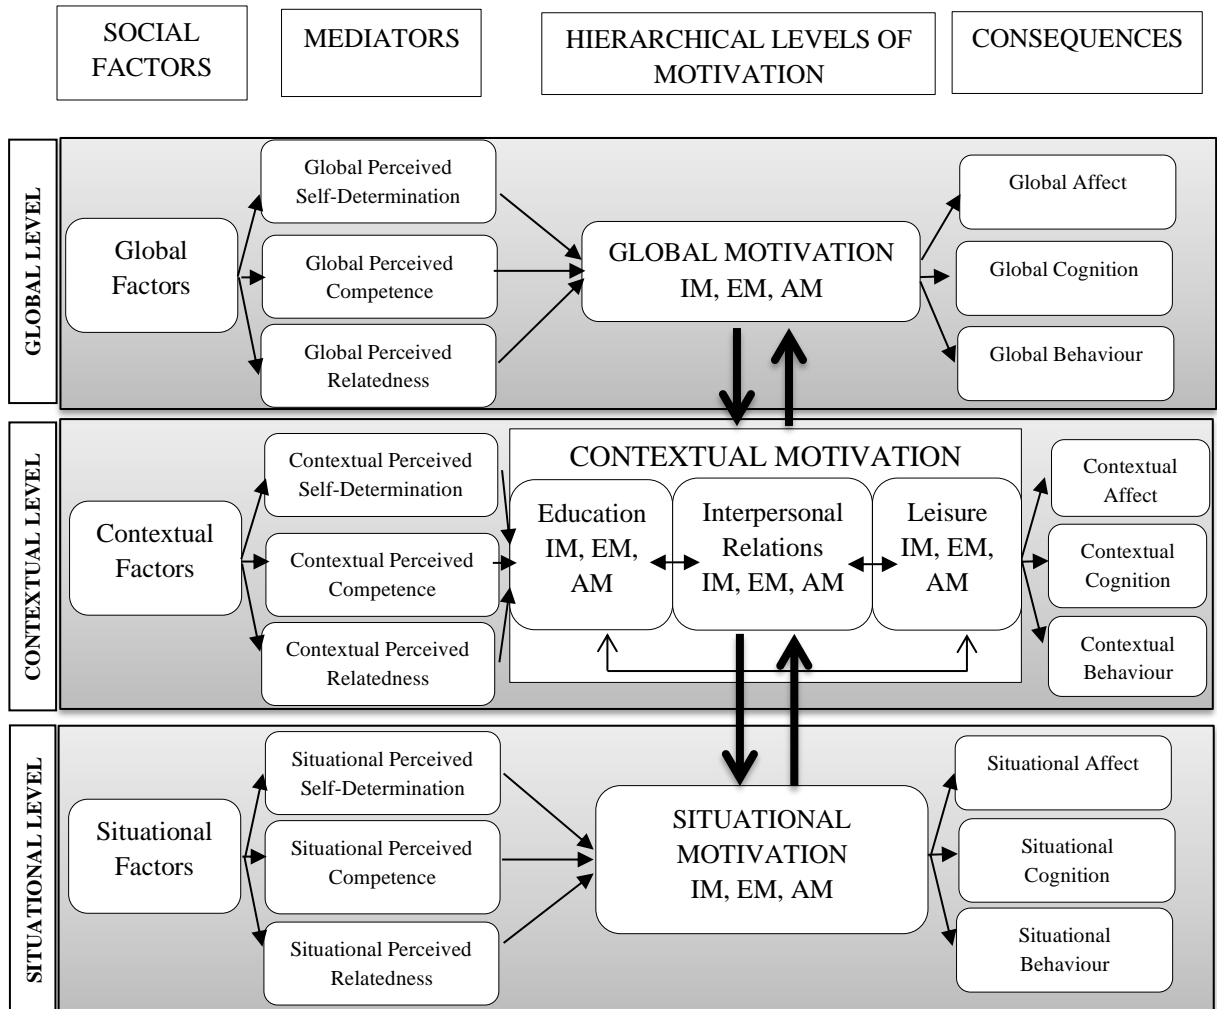 SOCIAL
FACTORS
MEDIATORS
HIERARCHICAL LEVELS OF
MOTIVATION
CONSEQUENCES
GLOBAL LEVEL
Global
Factors
Global Perceived
Self-Determination
Global Perceived
Competence
Global Perceived
Relatedness
GLOBAL MOTIVATION
IM, EM, AM
Global Affect
Global Cognition
Global Behaviour
CONTEXTUAL LEVEL
Contextual
Factors
Contextual Perceived
Self-Determination
Contextual Perceived
Competence
Contextual Perceived
Relatedness
CONTEXTUAL MOTIVATION
Education
IM, EM,
AM
Interpersonal
Relations
IM, EM, AM
Leisure
IM, EM,
AM
Contextual
Affect
Contextual
Cognition
Contextual
Behaviour
SITUATIONAL LEVEL
Situational
Factors
Situational Perceived
Self-Determination
Situational Perceived
Competence
Situational Perceived
Relatedness
SITUATIONAL
MOTIVATION
IM, EM, AM
Situational Affect
Situational
Cognition
Situational
Behaviour